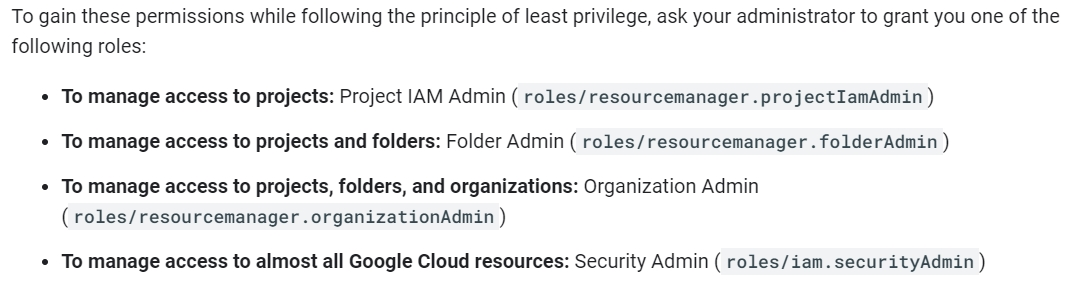 To gain these permissions while following the principle of least privilege, ask your administrator to grant you one of the
following roles:
• To manage access to projects: Project IAM Admin ( roles/resourcemanager.projectIamAdmin )
• To manage access to projects and folders: Folder Admin ( roles/resourcemanager.folderAdmin )
• To manage access to projects, folders, and organizations: Organization Admin
( roles/resourcemanager.organizationAdmin )
• To manage access to almost all Google Cloud resources: Security Admin ( roles/iam.securityAdmin )